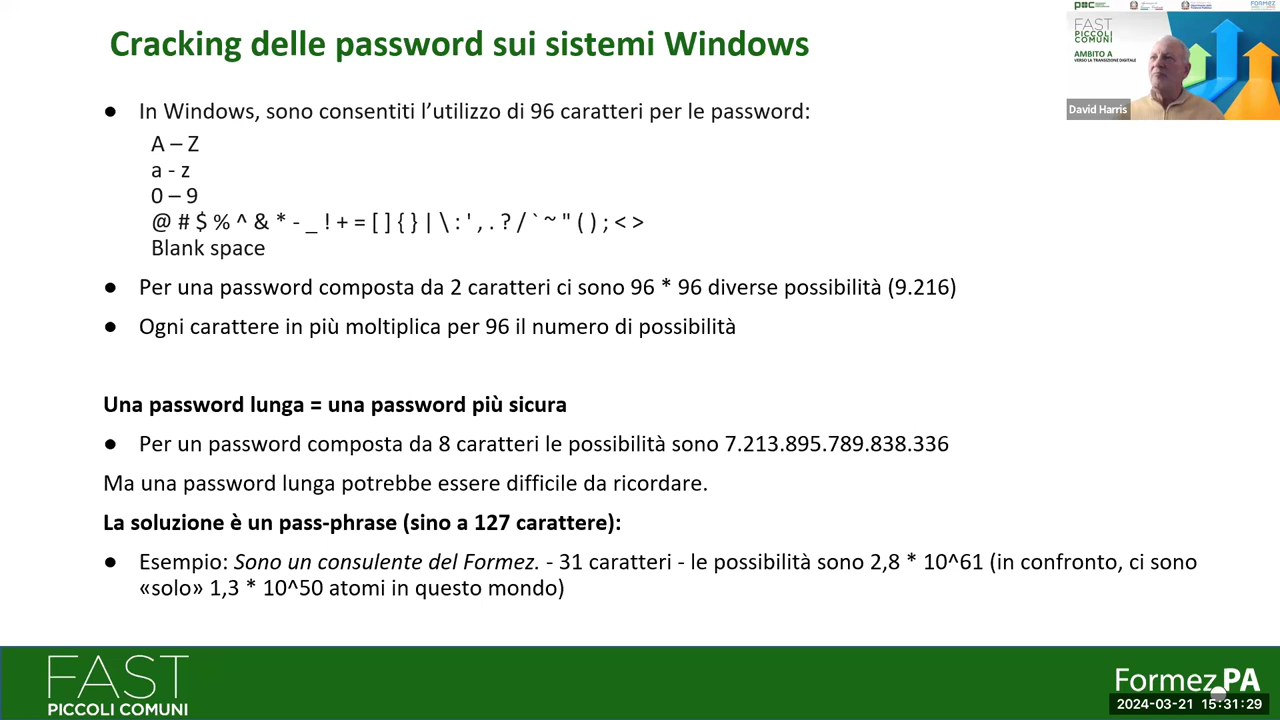 Cracking delle password sui sistemi Windows
● In Windows, sono consentiti l’utilizzo di 96 caratteri per le password:
A – Z
a - z
0 – 9
@ # $ % ^ & * - _ ! + = [ ] { } | \ : ' , . ? / ` ~ " ( ) ; < >
Blank space
● Per una password composta da 2 caratteri ci sono 96 * 96 diverse possibilità (9.216)
● Ogni carattere in più moltiplica per 96 il numero di possibilità
Una password lunga = una password più sicura
● Per un password composta da 8 caratteri le possibilità sono 7.213.895.789.838.336
Ma una password lunga potrebbe essere difficile da ricordare.
La soluzione è un pass-phrase (sino a 127 carattere):
● Esempio: Sono un consulente del Formez. - 31 caratteri - le possibilità sono 2,8 * 10^61 (in confronto, ci sono
«solo» 1,3 * 10^50 atomi in questo mondo)
FAST
PICCOLI
COMUNI
AMBITO A
VERSO LA TRANSIZIONE DIGITALE
David Harris
FAST
PICCOLI COMUNI
Formez PA
2024-03-21 15:31:29